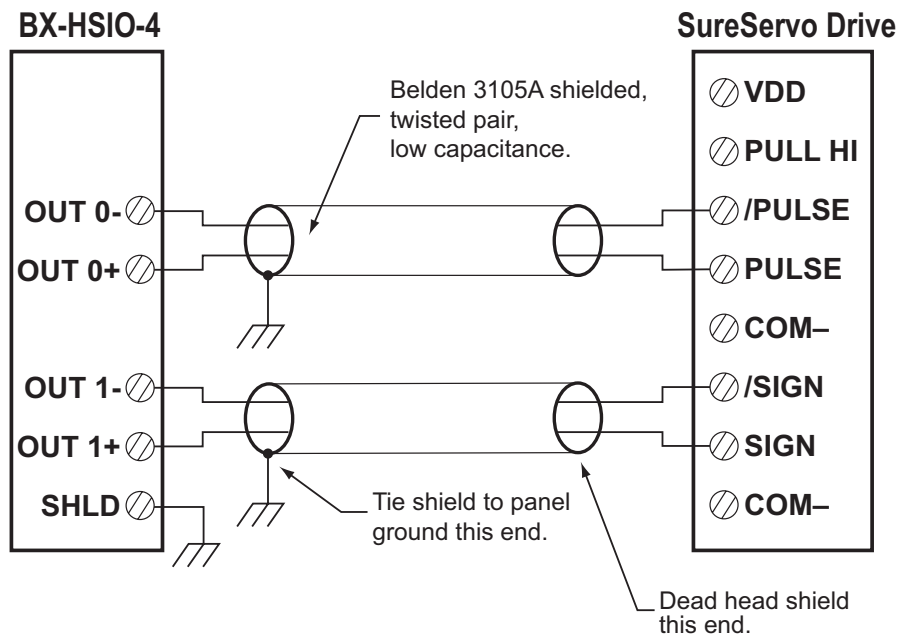 BX-HSIO-4
SureServo Drive
Belden 3105A shielded,
twisted pair,
low capacitance.
OUT 0-
OUT 0+
OUT 1-
OUT 1+
SHLD
VDD
PULL HI
/PULSE
PULSE
COM–
/SIGN
SIGN
COM–
Tie shield to panel
ground this end.
Dead head shield
this end.